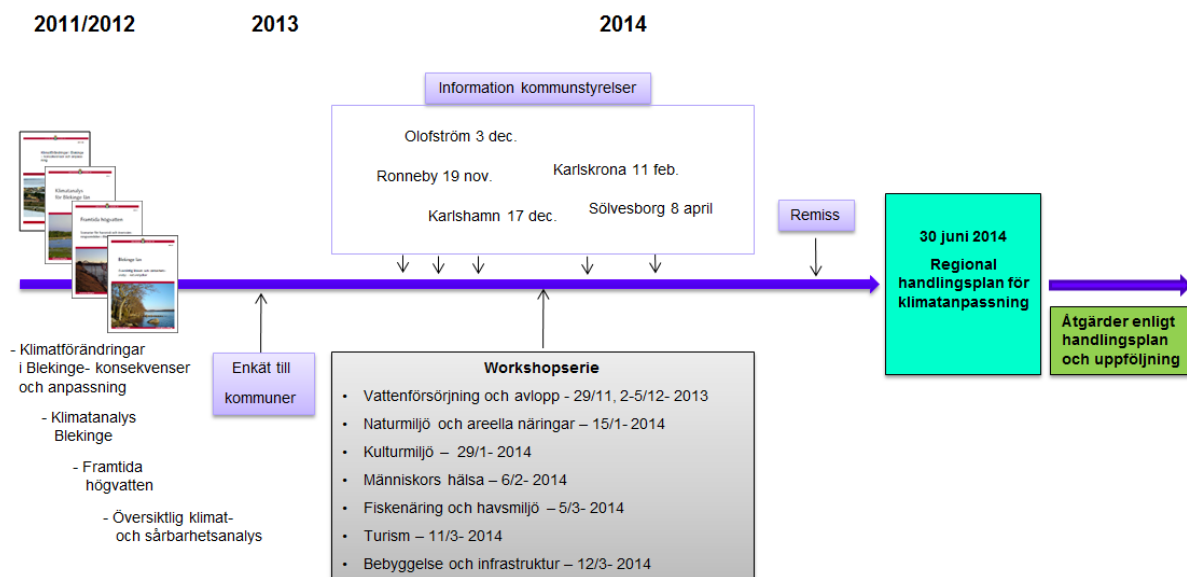 2011/2012
2013
2014
Information kommunstyrelser
Olofström 3 dec.
Ronneby 19 nov.
Karlskrona 11 feb.
Karlshamn 17 dec.
Sölvesborg 8 april
Remiss
Klimatanalys
för Blekinge län
Framtida högvatten
Blekinge län
30 juni 2014
Regional
handlingsplan för
klimatanpassning
Åtgärder enligt
handlingsplan
och uppföljning
- Klimatförändringar
i Blekinge- konsekvenser
och anpassning
- Klimatanalys
Blekinge
- Framtida
högvatten
- Översiktlig klimat-
och sårbarhetsanalys
Enkät till
kommuner
Workshopserie
• Vattenförsörjning och avlopp - 29/11, 2-5/12- 2013
• Naturmiljö och areella näringar – 15/1- 2014
• Kulturmiljö – 29/1- 2014
• Människors hälsa – 6/2- 2014
• Fiskenäring och havsmiljö – 5/3- 2014
• Turism – 11/3- 2014
• Bebyggelse och infrastruktur – 12/3- 2014